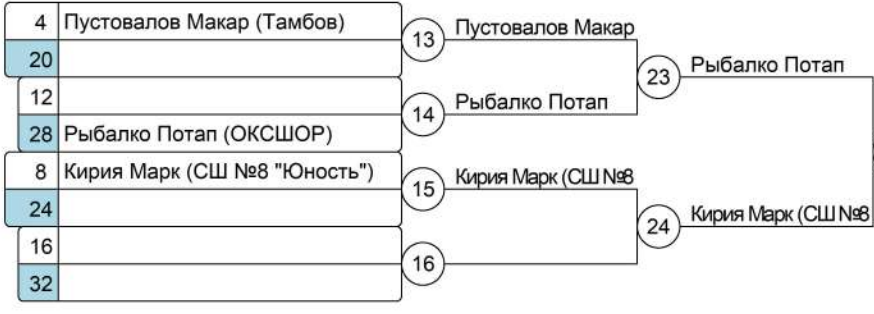 4 Пустовалов Макар (Тамбов)
20
13 Пустовалов Макар
12
28 Рыбалко Потап (ОКСШОР)
14 Рыбалко Потап
23 Рыбалко Потап
8 Кирия Марк (СШ №8 "Юность")
24
15 Кирия Марк (СШ №8
16
32
16
24 Кирия Марк (СШ №8